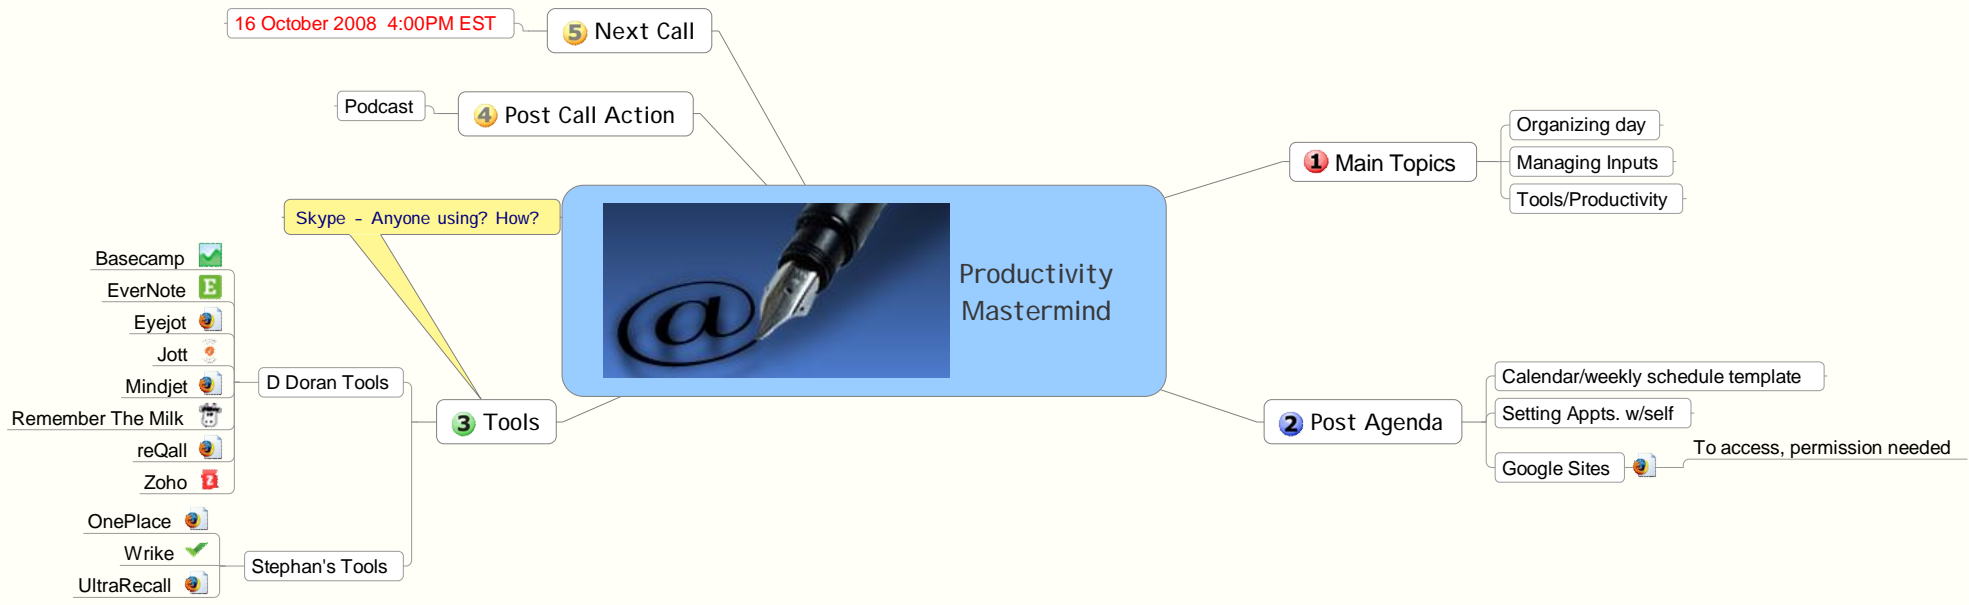 Productivity
Mastermind
1 Main Topics
Organizing day
Managing Inputs
Tools/Productivity
2 Post Agenda
Calendar/weekly schedule template
Setting Appts. w/self
Google Sites
To access, permission needed
3 Tools
Skype - Anyone using? How?
D Doran Tools
Basecamp
EverNote E
Eyejot
Jott
Mindjet
Remember The Milk
reQall
Zoho Z
Stephan's Tools
OnePlace
Wrike
UltraRecall
4 Post Call Action
Podcast
5 Next Call
16 October 2008 4:00PM EST
@